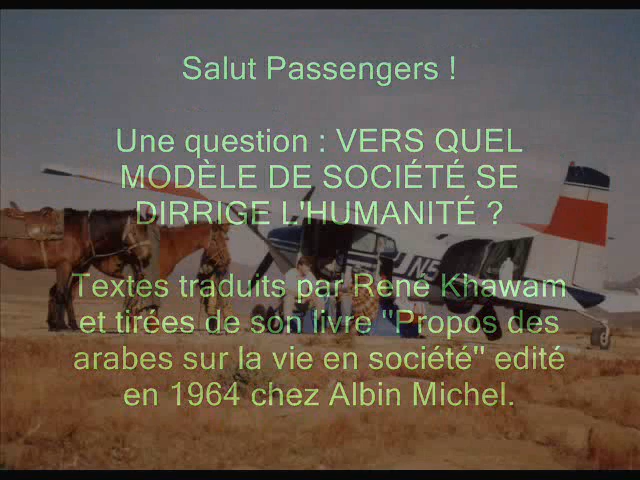 Salut Passengers !
Une question : VERS QUEL
MODÈLE DE SOCIÉTÉ SE
DIRRIGE L'HUMANITÉ ?
Textes traduits par René Khawam
et tirées de son livre "Propos des
arabes sur la vie en société" edité
en 1964 chez Albin Michel.
N5